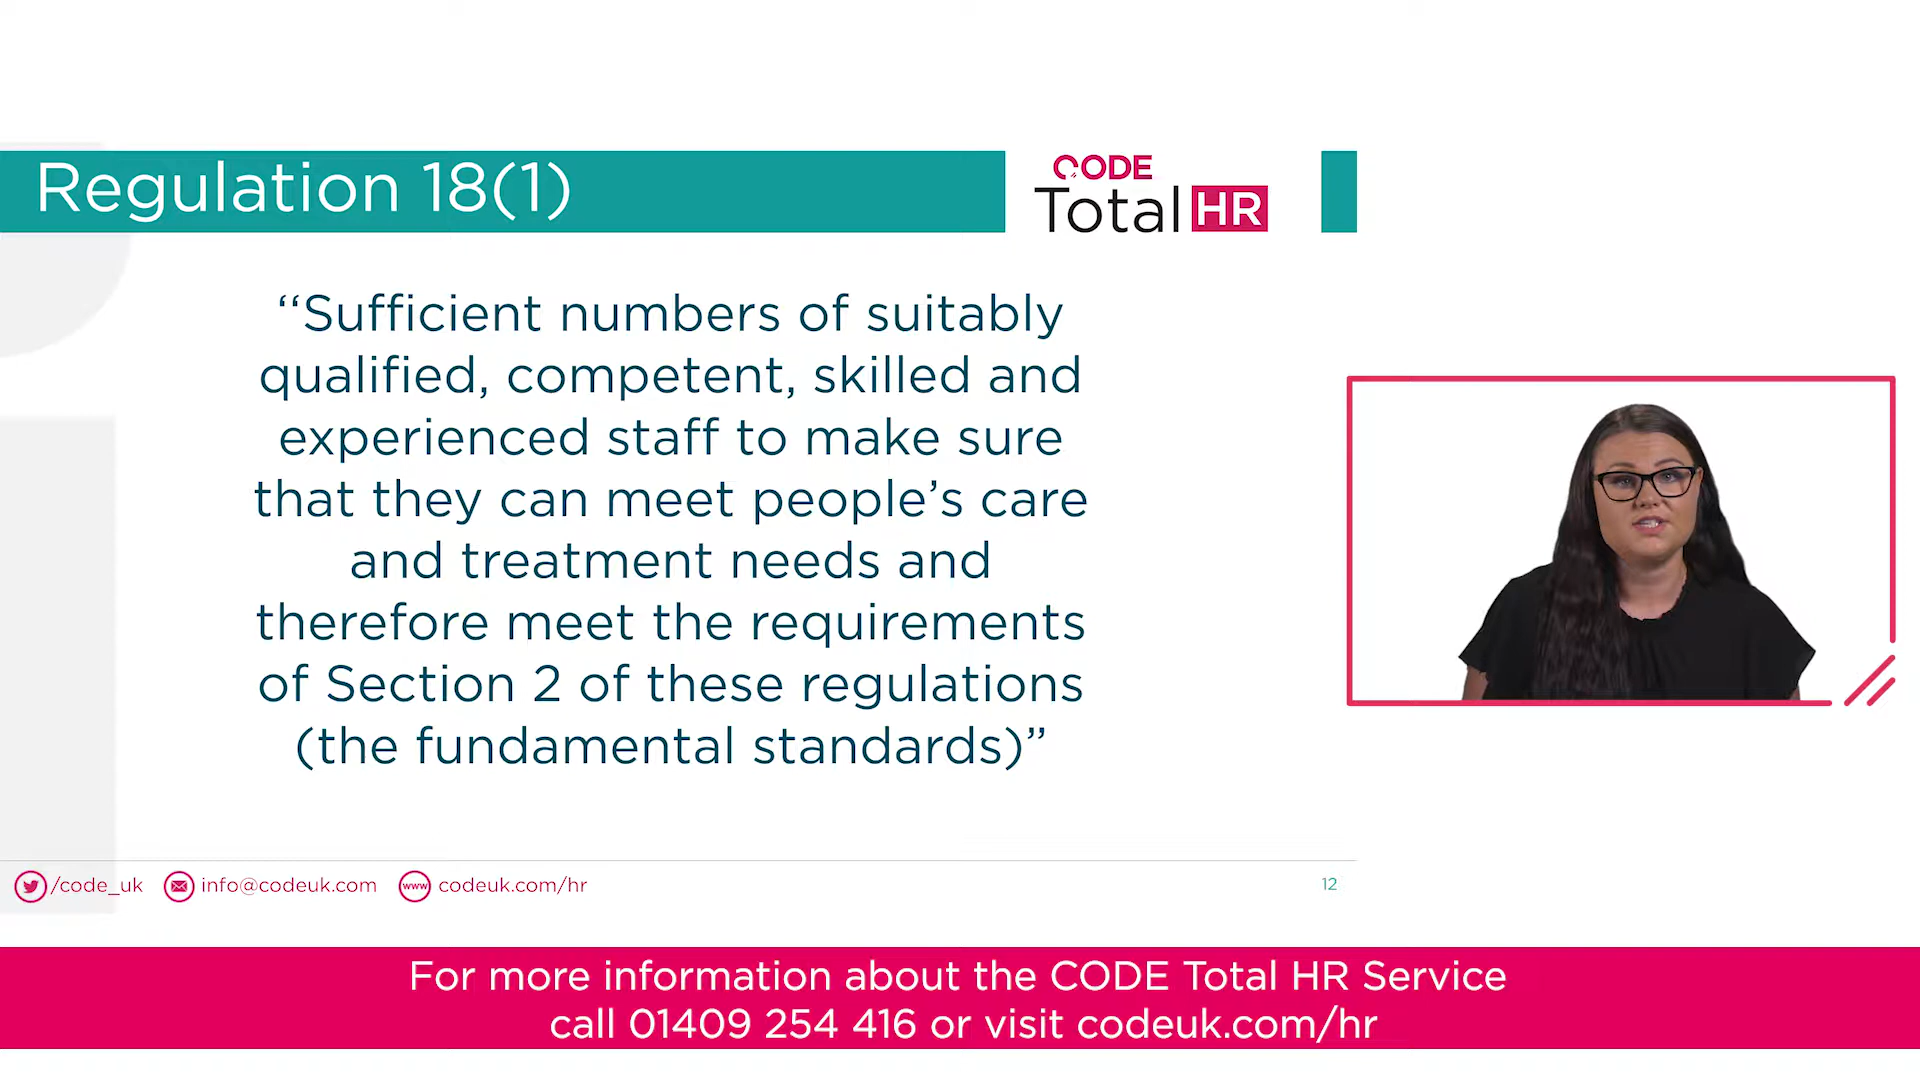 Regulation 18(1)
CODE
Total HR
‘‘Sufficient numbers of suitably
qualified, competent, skilled and
experienced staff to make sure
that they can meet people’s care
and treatment needs and
therefore meet the requirements
of Section 2 of these regulations
(the fundamental standards)”
/code_uk info@codeuk.com www codeuk.com/hr
12
For more information about the CODE Total HR Service
call 01409 254 416 or visit codeuk.com/hr